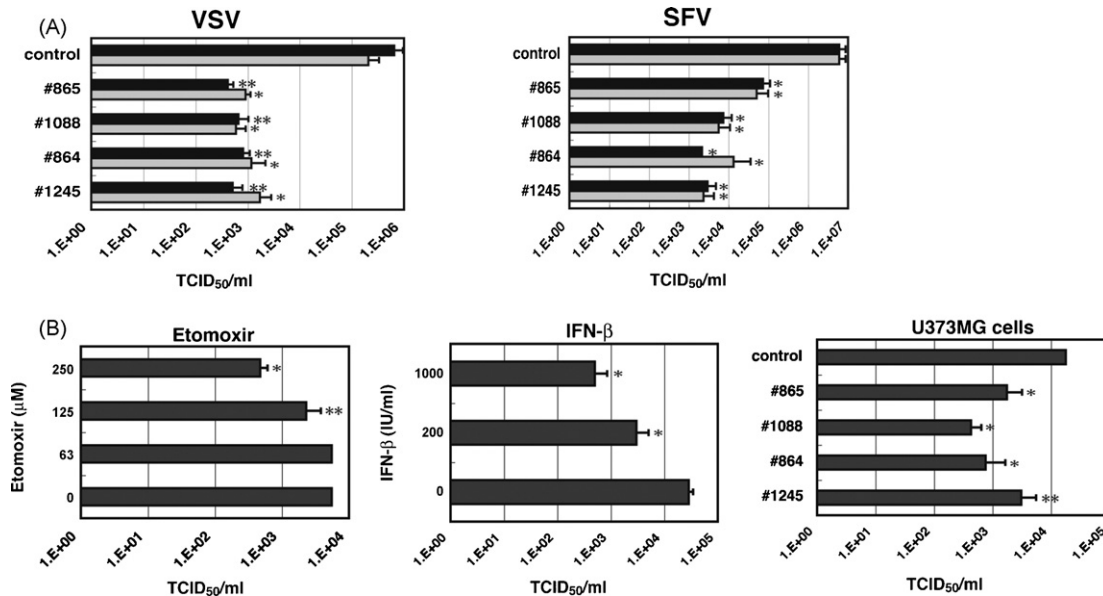 (A)
VSV
control
#865
**
*
#1088
**
*
#864
**
*
#1245
**
*
1.E+00
1.E+01
1.E+02
1.E+03
1.E+04
1.E+05
1.E+06
TCID50/ml
SFV
control
#865
*
*
#1088
*
*
#864
*
*
#1245
*
*
1.E+00
1.E+01
1.E+02
1.E+03
1.E+04
1.E+05
1.E+06
1.E+07
TCID50/ml
(B)
Etomoxir
Etomoxir (μM)
250
*
125
**
63
0
1.E+00
1.E+01
1.E+02
1.E+03
1.E+04
TCID50/ml
IFN-β
IFN-β (IU/ml)
1000
*
200
*
0
1.E+00
1.E+01
1.E+02
1.E+03
1.E+04
1.E+05
TCID50/ml
U373MG cells
control
#865
*
#1088
*
#864
*
#1245
**
1.E+00
1.E+01
1.E+02
1.E+03
1.E+04
1.E+05
TCID50/ml